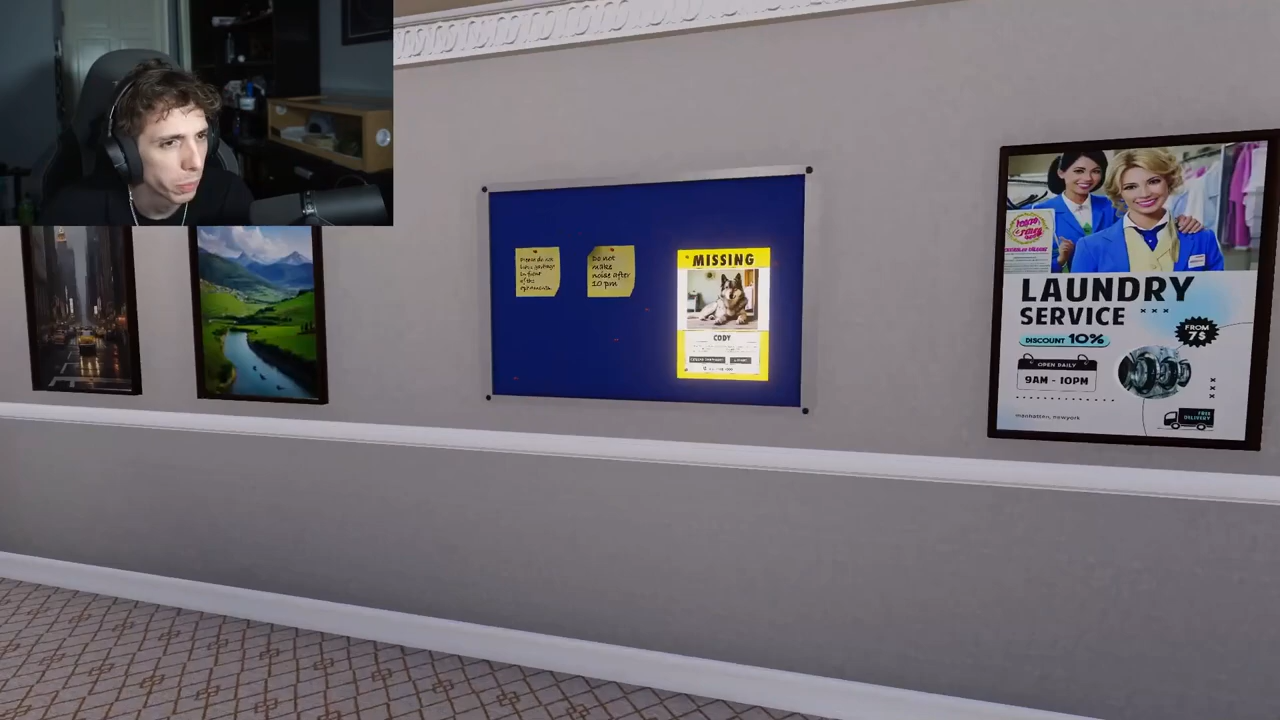 Please do not
leave garbage
in front
of the
apartments.
Do not
make
noise after
10 pm
MISSING
CODY
LAUNDRY
SERVICE
DISCOUNT 10%
FROM
7$
OPEN DAILY
9AM - 10PM
manhattan, newyork
FREE
DELIVERY